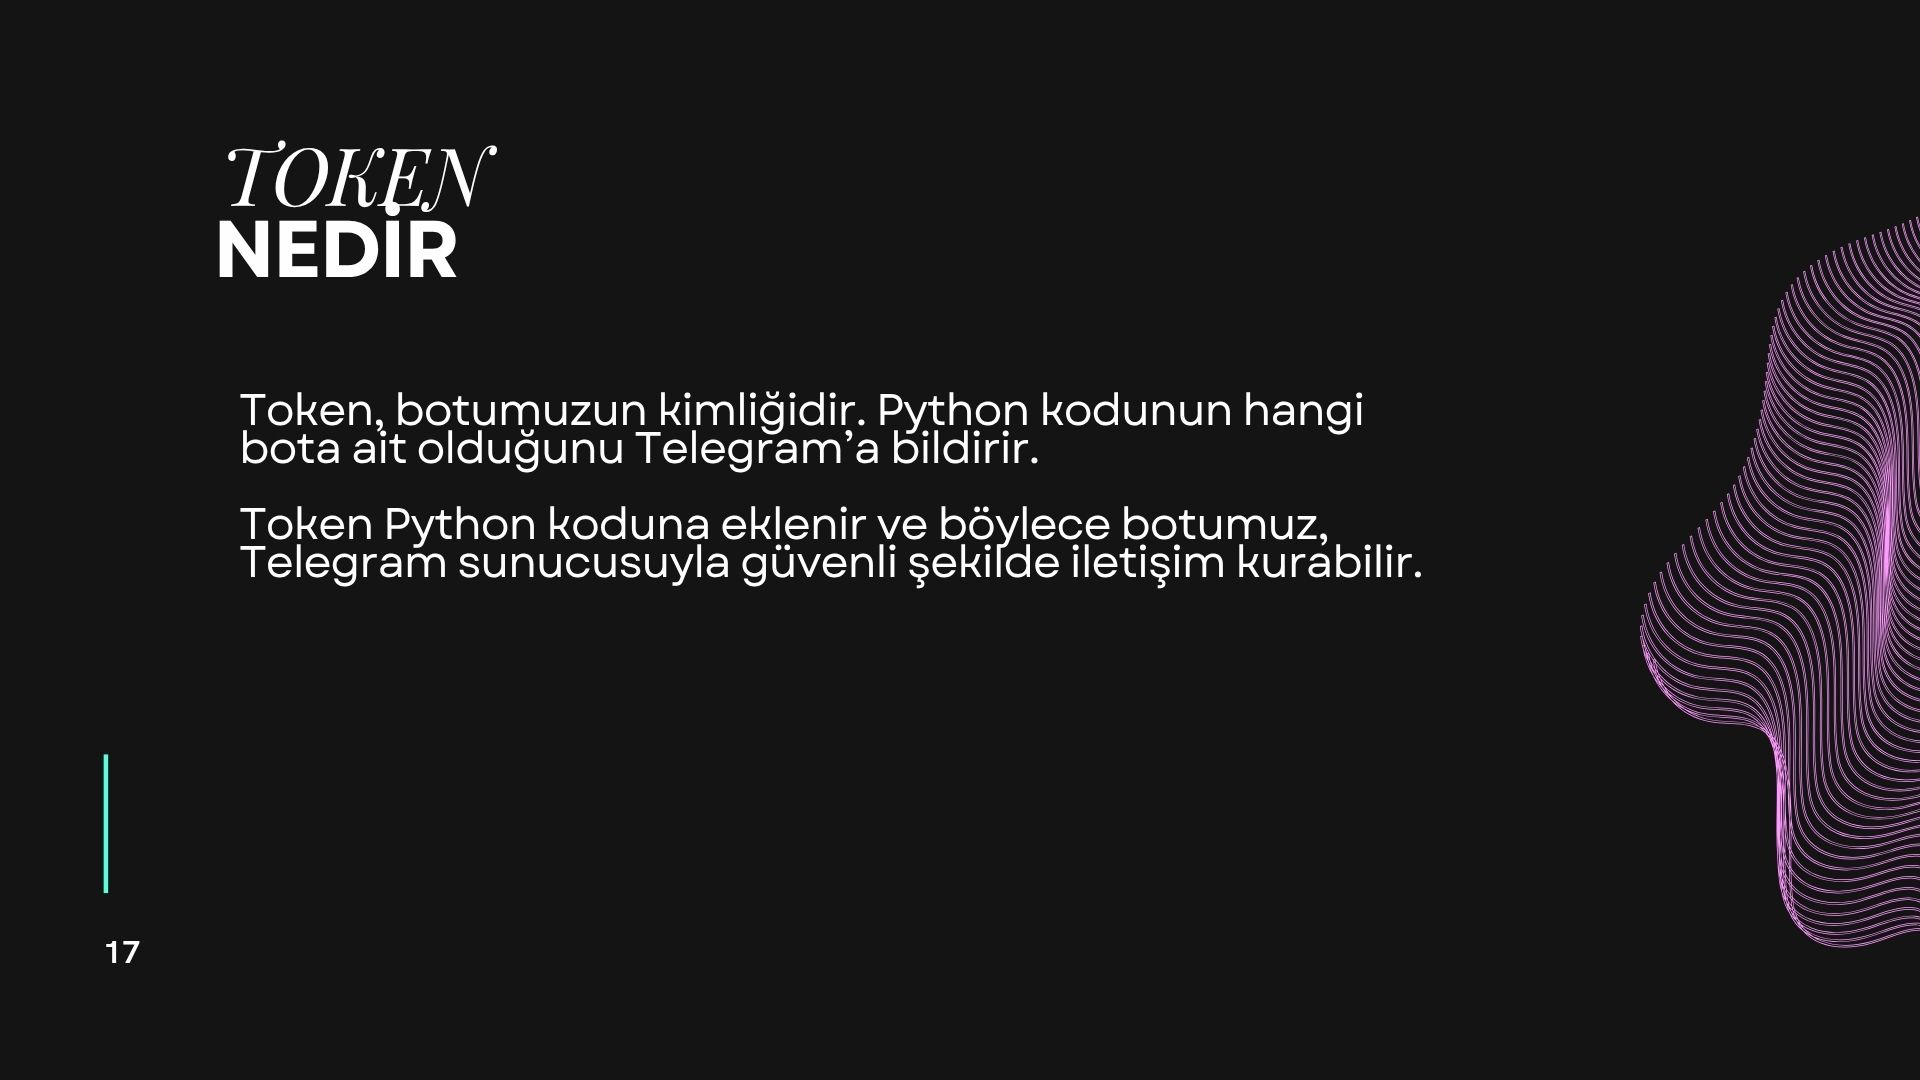 TOKEN
NEDİR
Token, botumuzun kimliğidir. Python kodunun hangi
bota ait olduğunu Telegram’a bildirir.
Token Python koduna eklenir ve böylece botumuz,
Telegram sunucusuyla güvenli şekilde iletişim kurabilir.
17